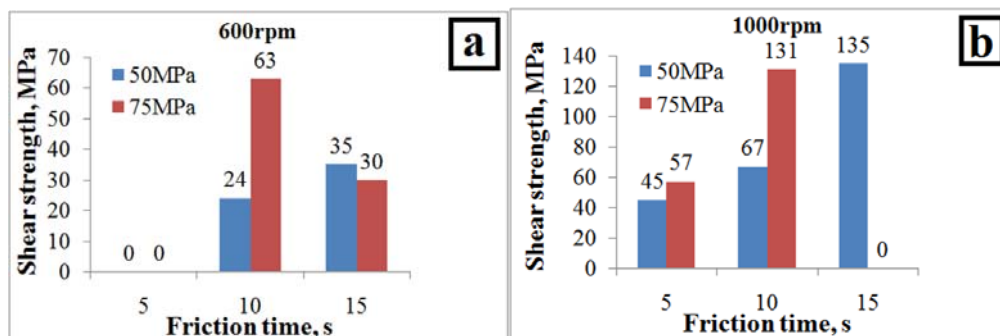 600rpm
a
Shear strength, MPa
70
60
50
40
30
20
10
0
50MPa
75MPa
0 0
24
63
35
30
5 10 15
Friction time, s
1000rpm
b
Shear strength, MPa
140
120
100
80
60
40
20
0
50MPa
75MPa
45
57
67
131
135
0
5 10 15
Friction time, s